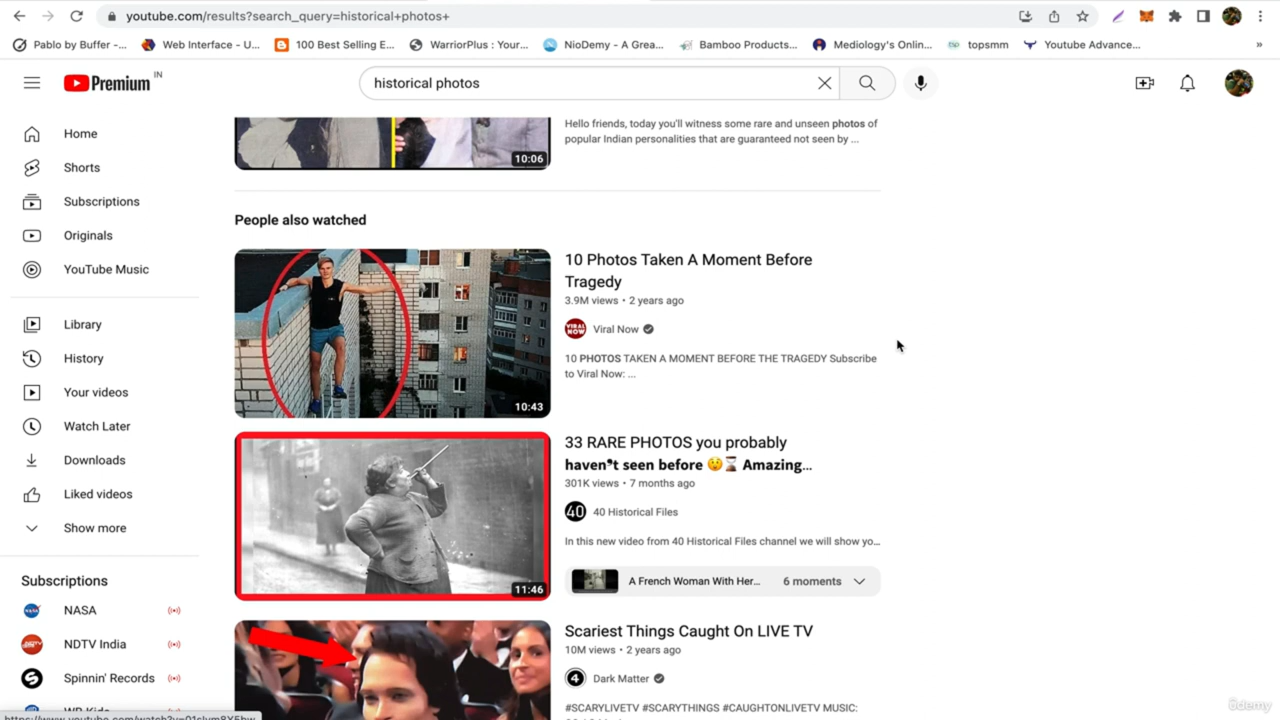 youtube.com/results?search_query=historical+photos+
Pablo by Buffer -...
Web Interface - U...
100 Best Selling E...
WarriorPlus : Your...
NioDemy - A Grea...
Bamboo Products...
Mediology's Onlin...
tsp topsmm
Youtube Advance...
»
Premium IN
historical photos
Home
Shorts
Subscriptions
Originals
YouTube Music
Library
History
Your videos
Watch Later
Downloads
Liked videos
Show more
Subscriptions
NASA
NDTV India
Spinnin' Records
10:06
Hello friends, today you'll witness some rare and unseen photos of
popular Indian personalities that are guaranteed not seen by ...
People also watched
10:43
10 Photos Taken A Moment Before
Tragedy
3.9M views • 2 years ago
VIRAL NOW Viral Now
10 PHOTOS TAKEN A MOMENT BEFORE THE TRAGEDY Subscribe
to Viral Now: ...
11:46
33 RARE PHOTOS you probably
haven❜t seen before 😲⏳ Amazing...
301K views • 7 months ago
40 40 Historical Files
In this new video from 40 Historical Files channel we will show yo...
A French Woman With Her... 6 moments
Scariest Things Caught On LIVE TV
10M views • 2 years ago
4 Dark Matter
#SCARYLIVETV #SCARYTHINGS #CAUGHTONLIVETV MUSIC:
ûdemy